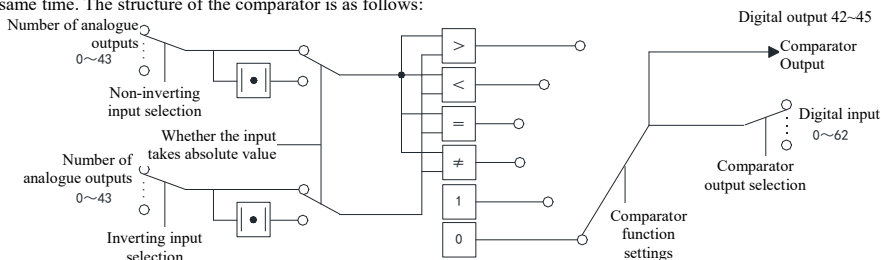 same time. The structure of the comparator is as follows:
Number of analogue
outputs
0~43
Non-inverting
input selection
Whether the input
takes absolute value
Number of
analogue outputs
0~43
Inverting input
selection
>
<
=
≠
1
0
Digital output 42~45
Comparator
Output
Digital input
0~62
Comparator
output selection
Comparator
function
settings